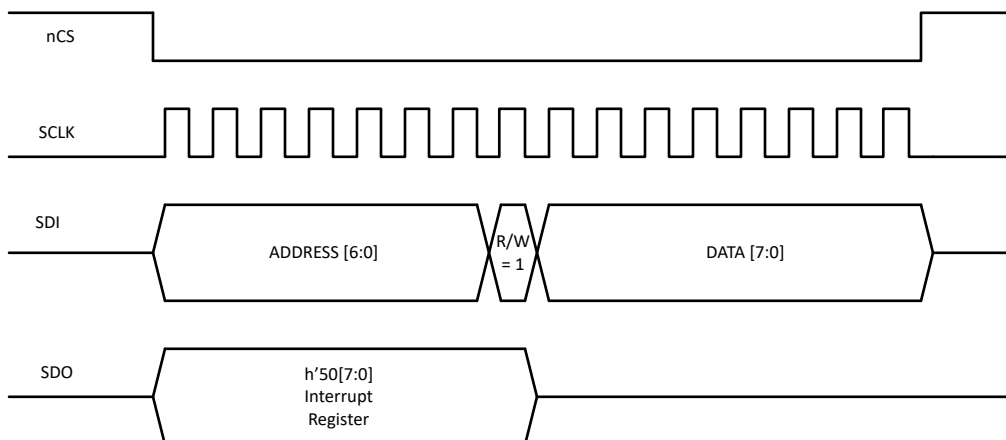 nCS
SCLK
SDI
ADDRESS [6:0]
R/W
= 1
DATA [7:0]
SDO
h'50[7:0]
Interrupt
Register